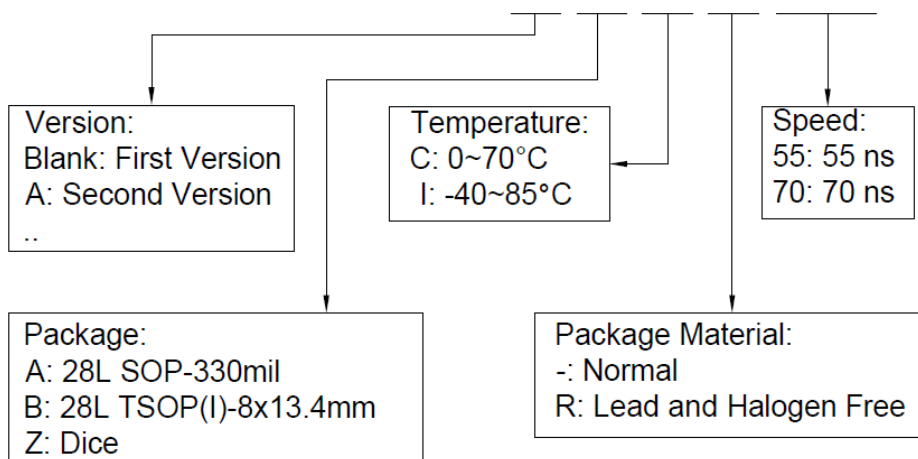 Version:
Blank: First Version
A: Second Version
..
Temperature:
C: 0~70°C
I: -40~85°C
Speed:
55: 55 ns
70: 70 ns
Package:
A: 28L SOP-330mil
B: 28L TSOP(I)-8x13.4mm
Z: Dice
Package Material:
-: Normal
R: Lead and Halogen Free